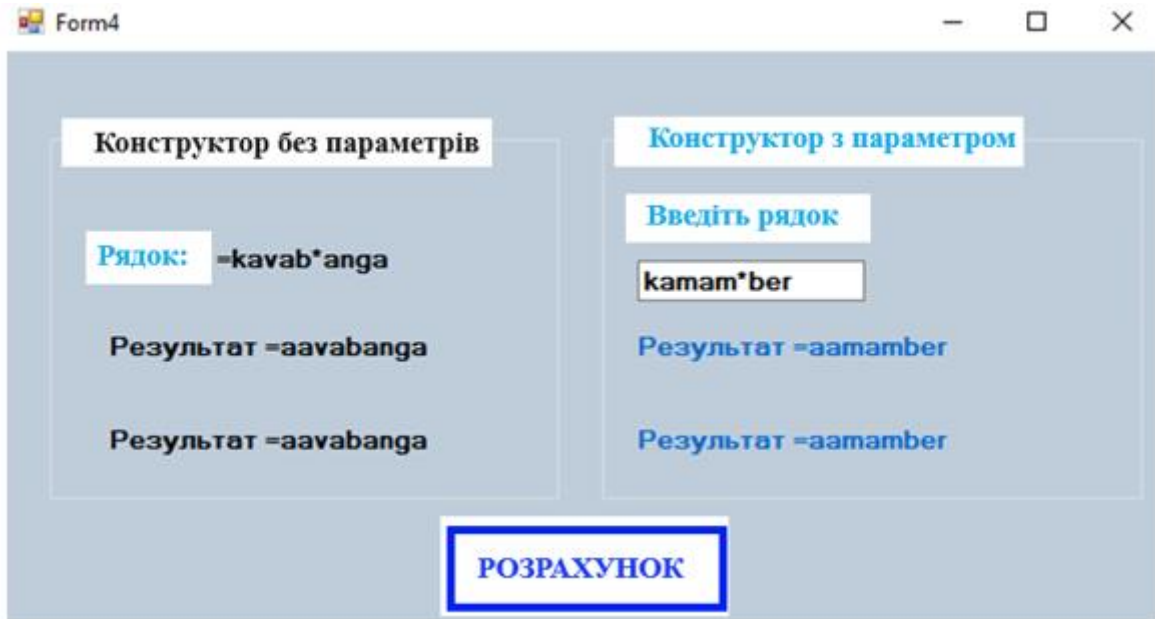 Form4
Конструктор без параметрів
Рядок: =kavab*anga
Результат =aavabanga
Результат =aavabanga
Конструктор з параметром
Введіть рядок
kamam*ber
Результат =aamamber
Результат =aamamber
РОЗРАХУНОК